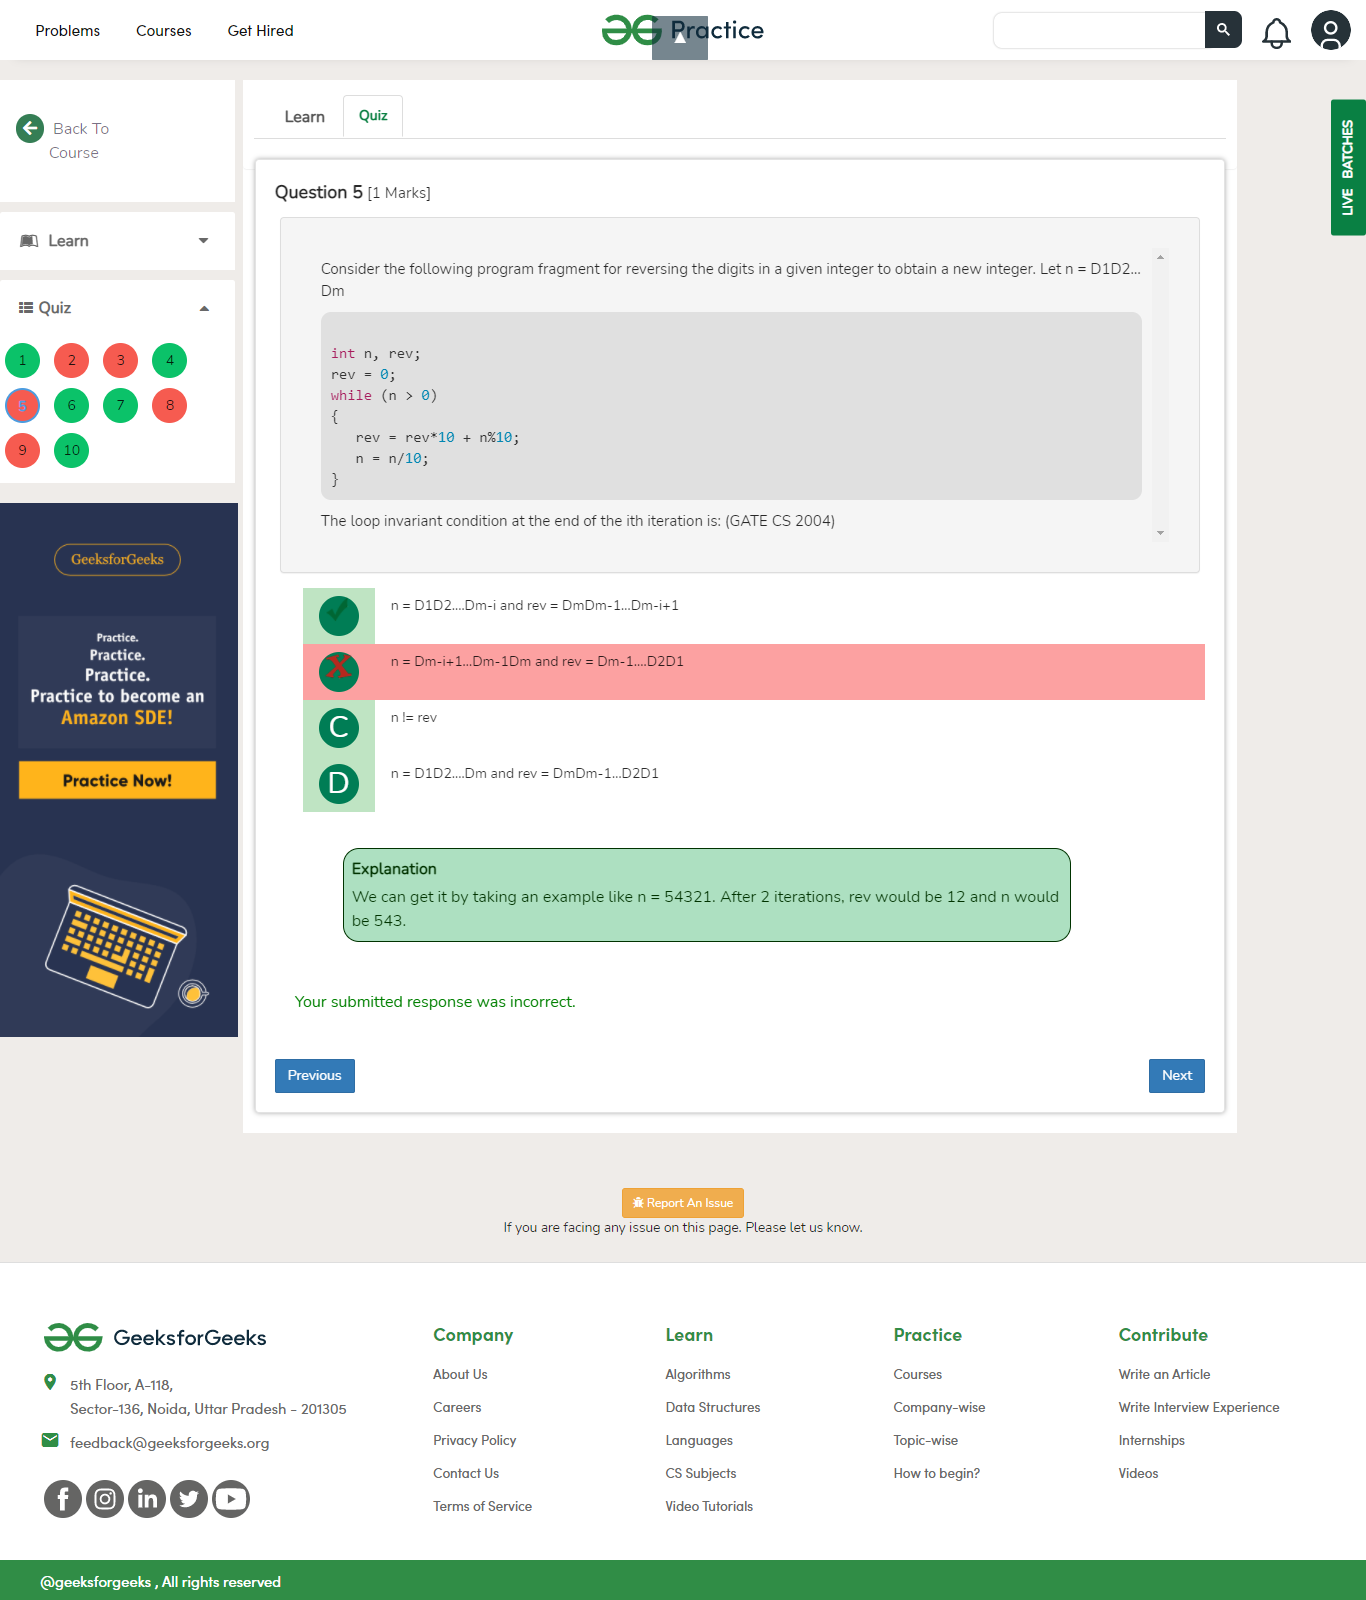 Problems
Courses
Get Hired
Practice
Back To
Course
Learn
Quiz
1 2 3 4
5 6 7 8
9 10
GeeksforGeeks
Practice.
Practice.
Practice.
Practice to become an
Amazon SDE!
Practice Now!
Learn
Quiz
LIVE BATCHES
Question 5 [1 Marks]
Consider the following program fragment for reversing the digits in a given integer to obtain a new integer. Let n = D1D2…
Dm
int n, rev;
rev = 0;
while (n > 0)
{
   rev = rev*10 + n%10;
   n = n/10;
}
The loop invariant condition at the end of the ith iteration is: (GATE CS 2004)
n = D1D2….Dm-i and rev = DmDm-1…Dm-i+1
n = Dm-i+1…Dm-1Dm and rev = Dm-1….D2D1
C n != rev
D n = D1D2….Dm and rev = DmDm-1…D2D1
Explanation
We can get it by taking an example like n = 54321. After 2 iterations, rev would be 12 and n would
be 543.
Your submitted response was incorrect.
Previous
Next
Report An Issue
If you are facing any issue on this page. Please let us know.
GeeksforGeeks
5th Floor, A-118,
Sector-136, Noida, Uttar Pradesh - 201305
feedback@geeksforgeeks.org
Company
About Us
Careers
Privacy Policy
Contact Us
Terms of Service
Learn
Algorithms
Data Structures
Languages
CS Subjects
Video Tutorials
Practice
Courses
Company-wise
Topic-wise
How to begin?
Contribute
Write an Article
Write Interview Experience
Internships
Videos
@geeksforgeeks , All rights reserved